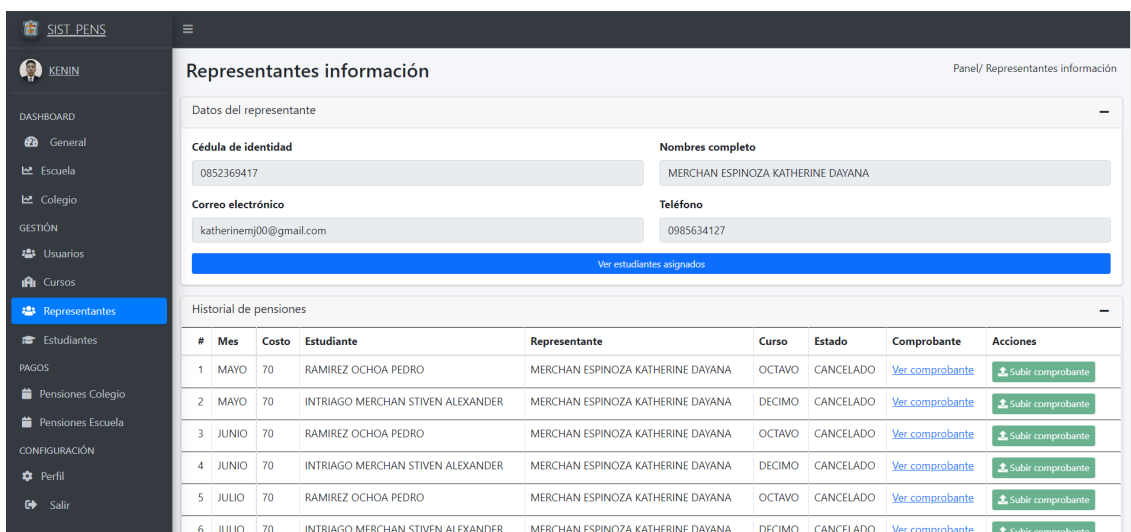 SIST_PENS
KENIN
DASHBOARD
General
Escuela
Colegio
GESTIÓN
Usuarios
Cursos
Representantes
Estudiantes
PAGOS
Pensiones Colegio
Pensiones Escuela
CONFIGURACIÓN
Perfil
Salir
Representantes información
Panel/ Representantes información
Datos del representante
Cédula de identidad Nombres completo
0852369417 MERCHAN ESPINOZA KATHERINE DAYANA
Correo electrónico Teléfono
katherinemj00@gmail.com 0985634127
Ver estudiantes asignados
Historial de pensiones
# Mes Costo Estudiante Representante Curso Estado Comprobante Acciones
1 MAYO 70 RAMIREZ OCHOA PEDRO MERCHAN ESPINOZA KATHERINE DAYANA OCTAVO CANCELADO Ver comprobante Subir comprobante
2 MAYO 70 INTRIAGO MERCHAN STIVEN ALEXANDER MERCHAN ESPINOZA KATHERINE DAYANA DECIMO CANCELADO Ver comprobante Subir comprobante
3 JUNIO 70 RAMIREZ OCHOA PEDRO MERCHAN ESPINOZA KATHERINE DAYANA OCTAVO CANCELADO Ver comprobante Subir comprobante
4 JUNIO 70 INTRIAGO MERCHAN STIVEN ALEXANDER MERCHAN ESPINOZA KATHERINE DAYANA DECIMO CANCELADO Ver comprobante Subir comprobante
5 JULIO 70 RAMIREZ OCHOA PEDRO MERCHAN ESPINOZA KATHERINE DAYANA OCTAVO CANCELADO Ver comprobante Subir comprobante
6 JULIO 70 INTRIAGO MERCHAN STIVEN ALEXANDER MERCHAN ESPINOZA KATHERINE DAYANA DECIMO CANCELADO Ver comprobante Subir comprobante